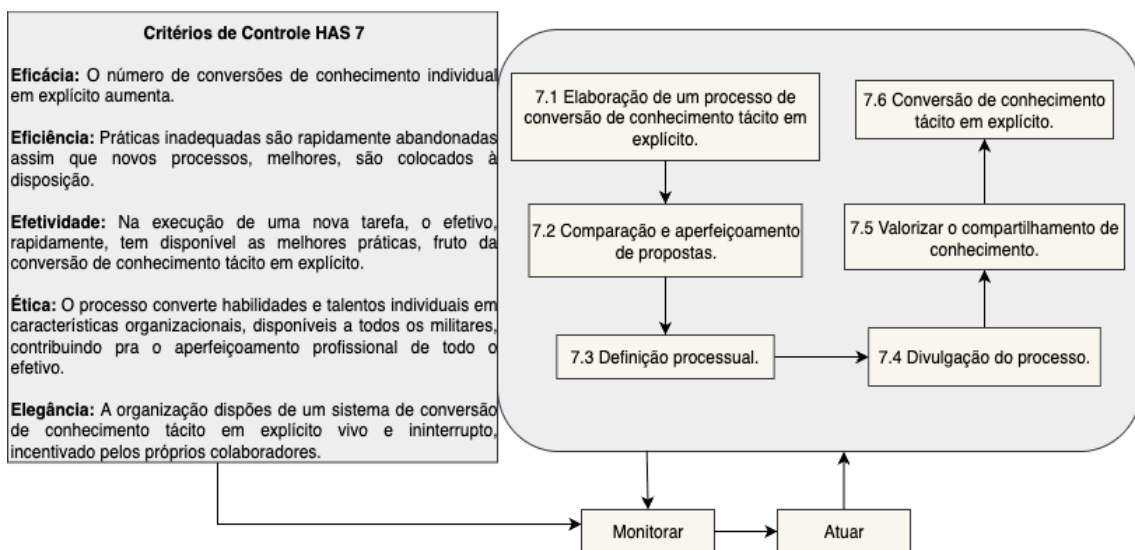 Critérios de Controle HAS 7
Eficácia: O número de conversões de conhecimento individual
em explícito aumenta.
Eficiência: Práticas inadequadas são rapidamente abandonadas
assim que novos processos, melhores, são colocados à
disposição.
Efetividade: Na execução de uma nova tarefa, o efetivo,
rapidamente, tem disponível as melhores práticas, fruto da
conversão de conhecimento tácito em explícito.
Ética: O processo converte habilidades e talentos individuais em
características organizacionais, disponíveis a todos os militares,
contribuindo pra o aperfeiçoamento profissional de todo o
efetivo.
Elegância: A organização dispões de um sistema de conversão
de conhecimento tácito em explícito vivo e ininterrupto,
incentivado pelos próprios colaboradores.
7.1 Elaboração de um processo de
conversão de conhecimento tácito em
explícito.
7.2 Comparação e aperfeiçoamento
de propostas.
7.3 Definição processual.
7.4 Divulgação do processo.
7.5 Valorizar o compartilhamento de
conhecimento.
7.6 Conversão de conhecimento
tácito em explícito.
Monitorar
Atuar